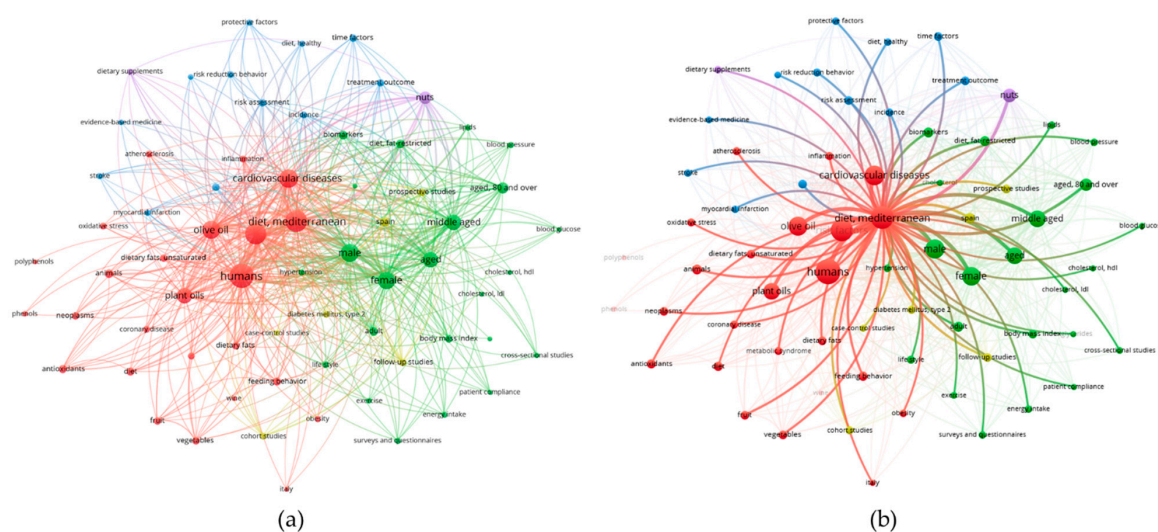 protective factors
diet, healthy
time factors
dietary supplements
risk reduction behavior
treatment outcome
nuts
risk assessment
evidence-based medicine
incidence
biomarkers
lipids
diet, fat-restricted
blood pressure
atherosclerosis
inflammation
stroke
cardiovascular diseases
prospective studies
aged, 80 and over
myocardial infarction
oxidative stress
olive oil
diet, mediterranean
spain
middle aged
blood glucose
male
aged
polyphenols
animals
dietary fats, unsaturated
humans
hypertension
female
cholesterol, hdl
plant oils
cholesterol, ldl
phenols
neoplasms
coronary disease
diabetes mellitus, type 2
case-control studies
adult
dietary fats
body mass index
cross-sectional studies
antioxidants
diet
feeding behavior
lifestyle
follow-up studies
wine
exercise
patient compliance
fruit
obesity
energy intake
vegetables
cohort studies
surveys and questionnaires
italy
(a)
protective factors
diet, healthy
time factors
dietary supplements
risk reduction behavior
treatment outcome
nuts
risk assessment
evidence-based medicine
incidence
biomarkers
lipids
diet, fat-restricted
blood pressure
atherosclerosis
inflammation
stroke
cardiovascular diseases
cholesterol
prospective studies
aged, 80 and over
myocardial infarction
oxidative stress
olive oil
diet, mediterranean
spain
middle aged
blood gluco
male
aged
polyphenols
animals
dietary fats, unsaturated
humans
hypertension
female
cholesterol, hdl
plant oils
cholesterol, ldl
phenols
neoplasms
coronary disease
diabetes mellitus, type 2
case-control studies
adult
dietary fats
body mass index
metabolic syndrome
cross-sectional studies
antioxidants
diet
feeding behavior
lifestyle
follow-up studies
wine
exercise
patient compliance
fruit
obesity
energy intake
vegetables
cohort studies
surveys and questionnaires
italy
(b)